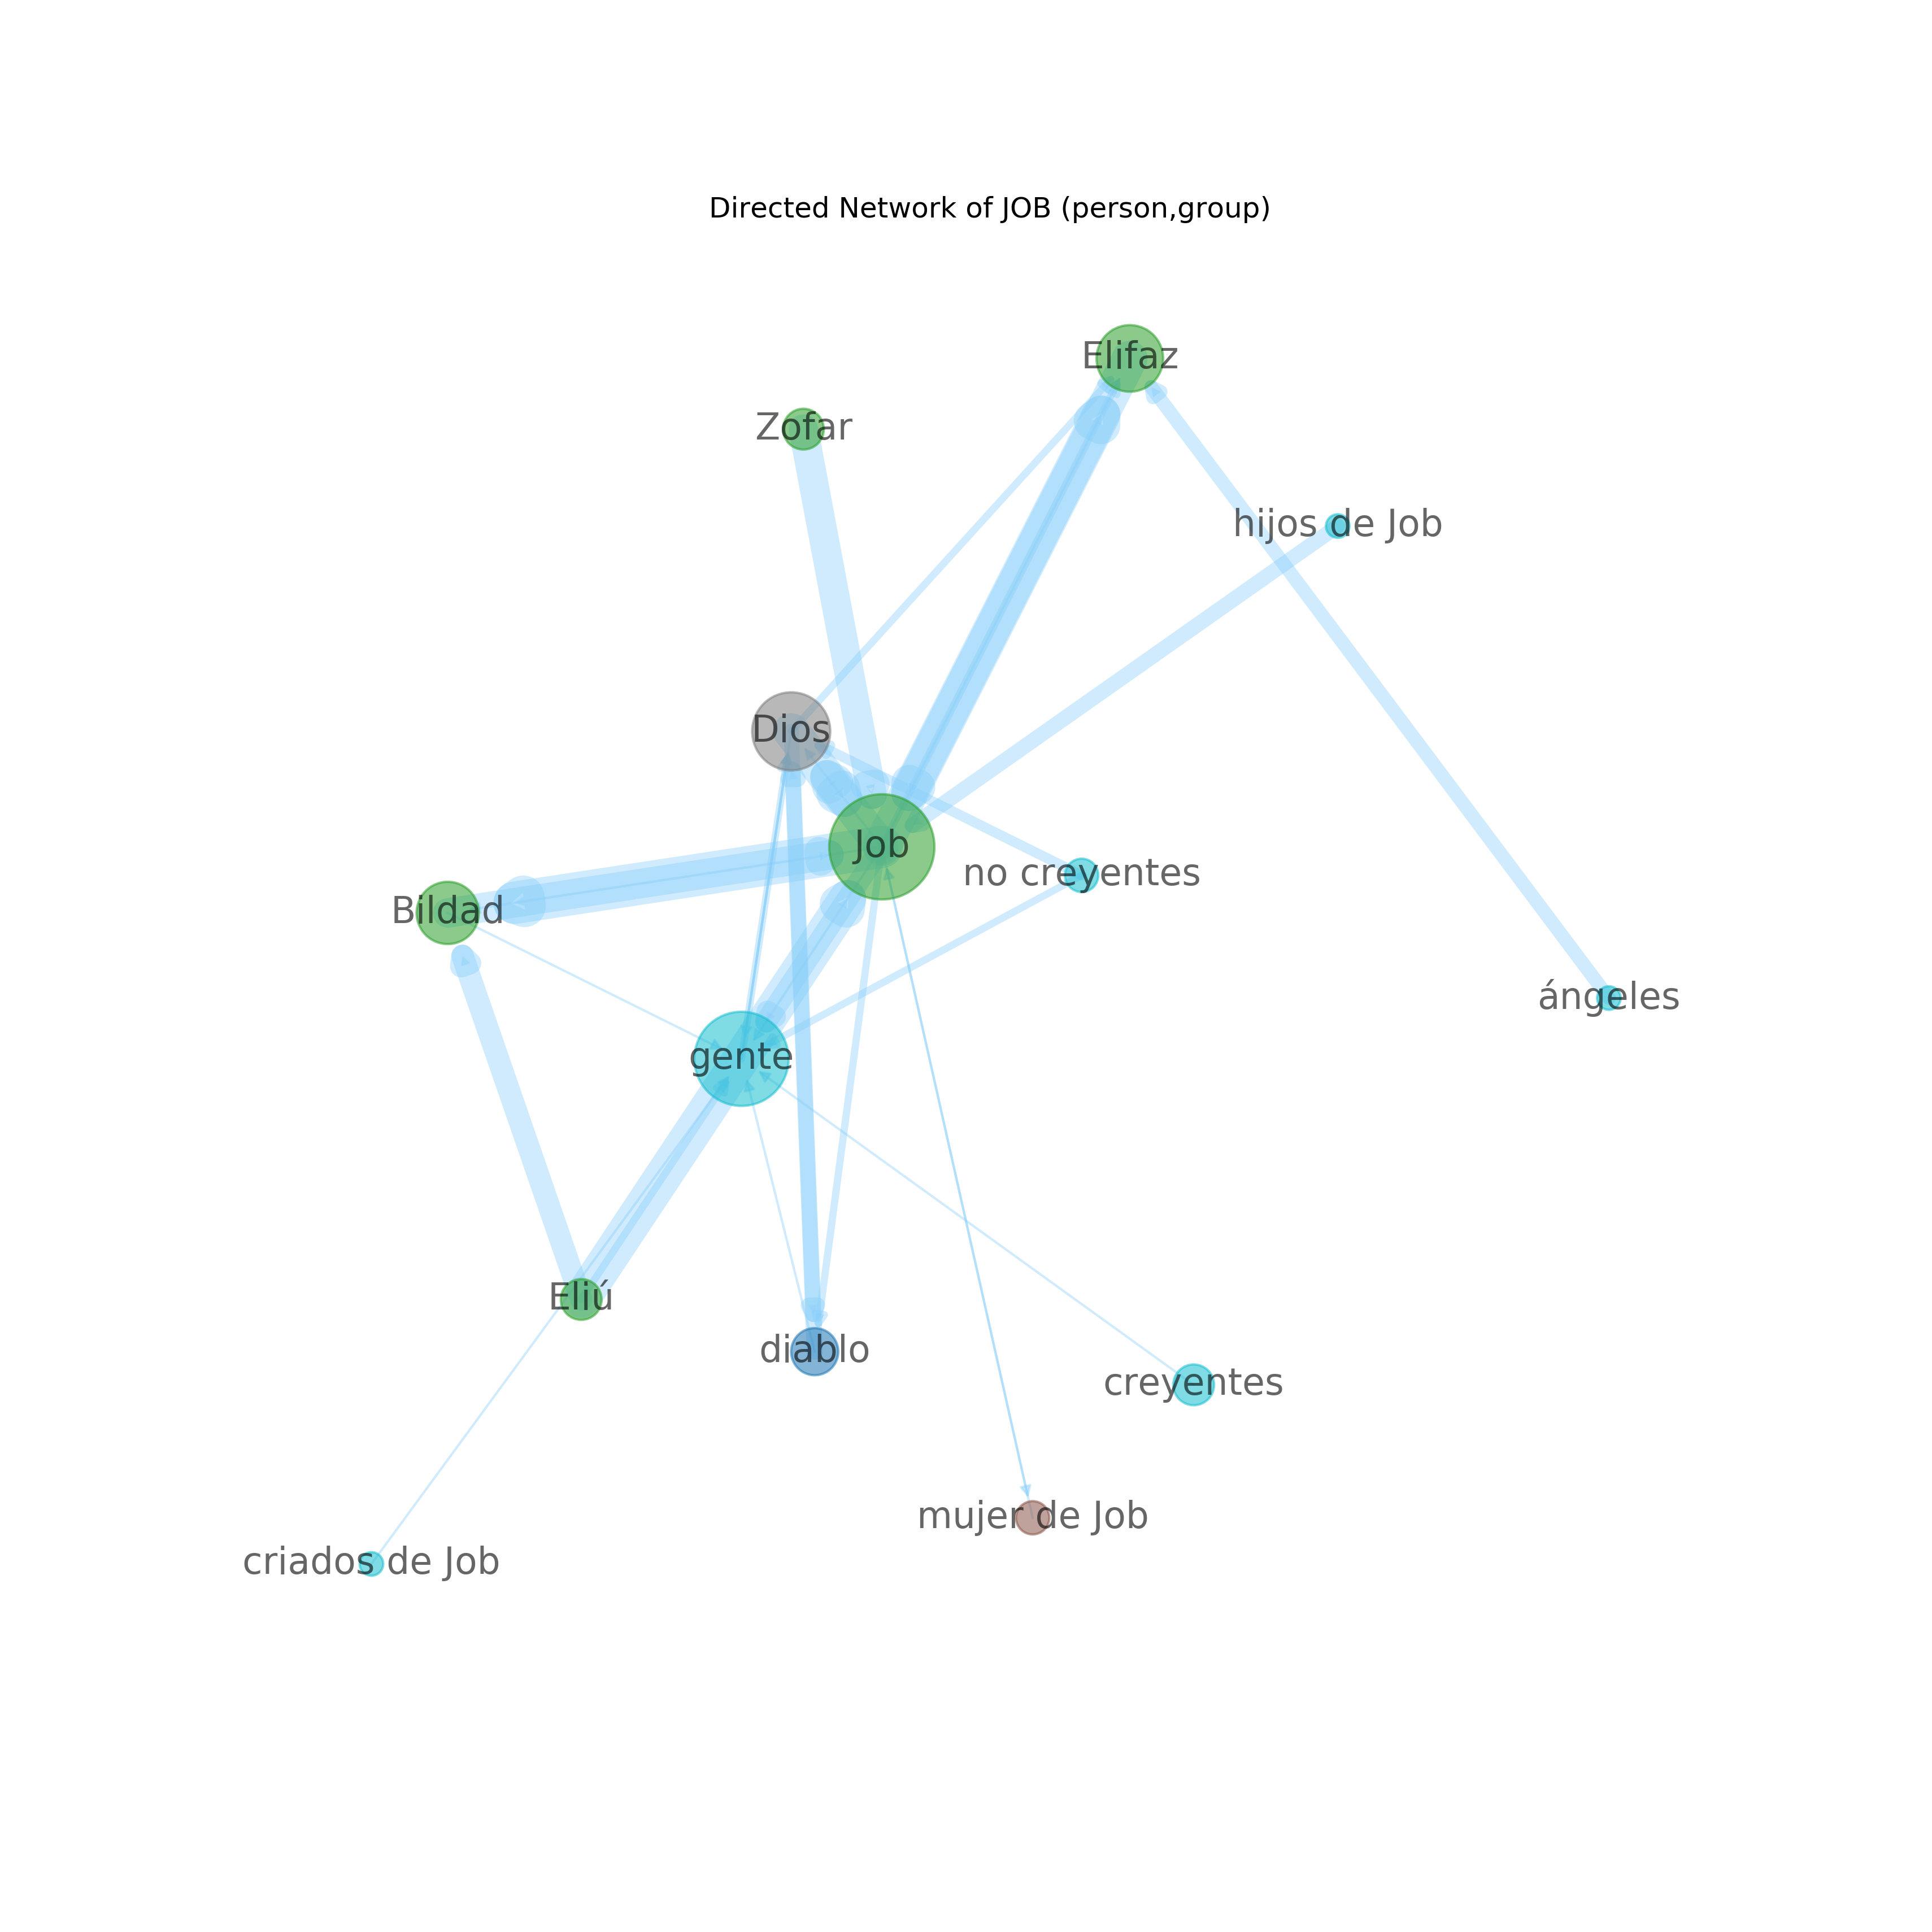 Directed Network of JOB (person,group)
Elifaz
Zofar
hijos de Job
Dios
Job
no creyentes
Bildad
ángeles
gente
Eliú
diablo
creyentes
mujer de Job
criados de Job